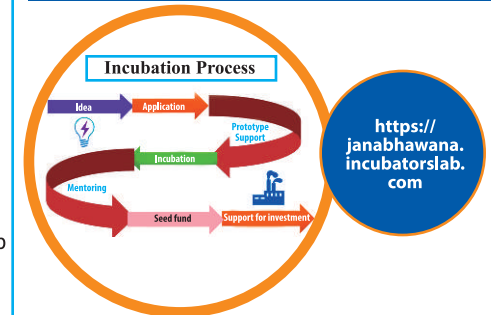 Incubation Process
Idea
Application
Prototype
Support
Incubation
Mentoring
Seed fund
Support for investment
https://
janabhawana.
incubatorslab.
com